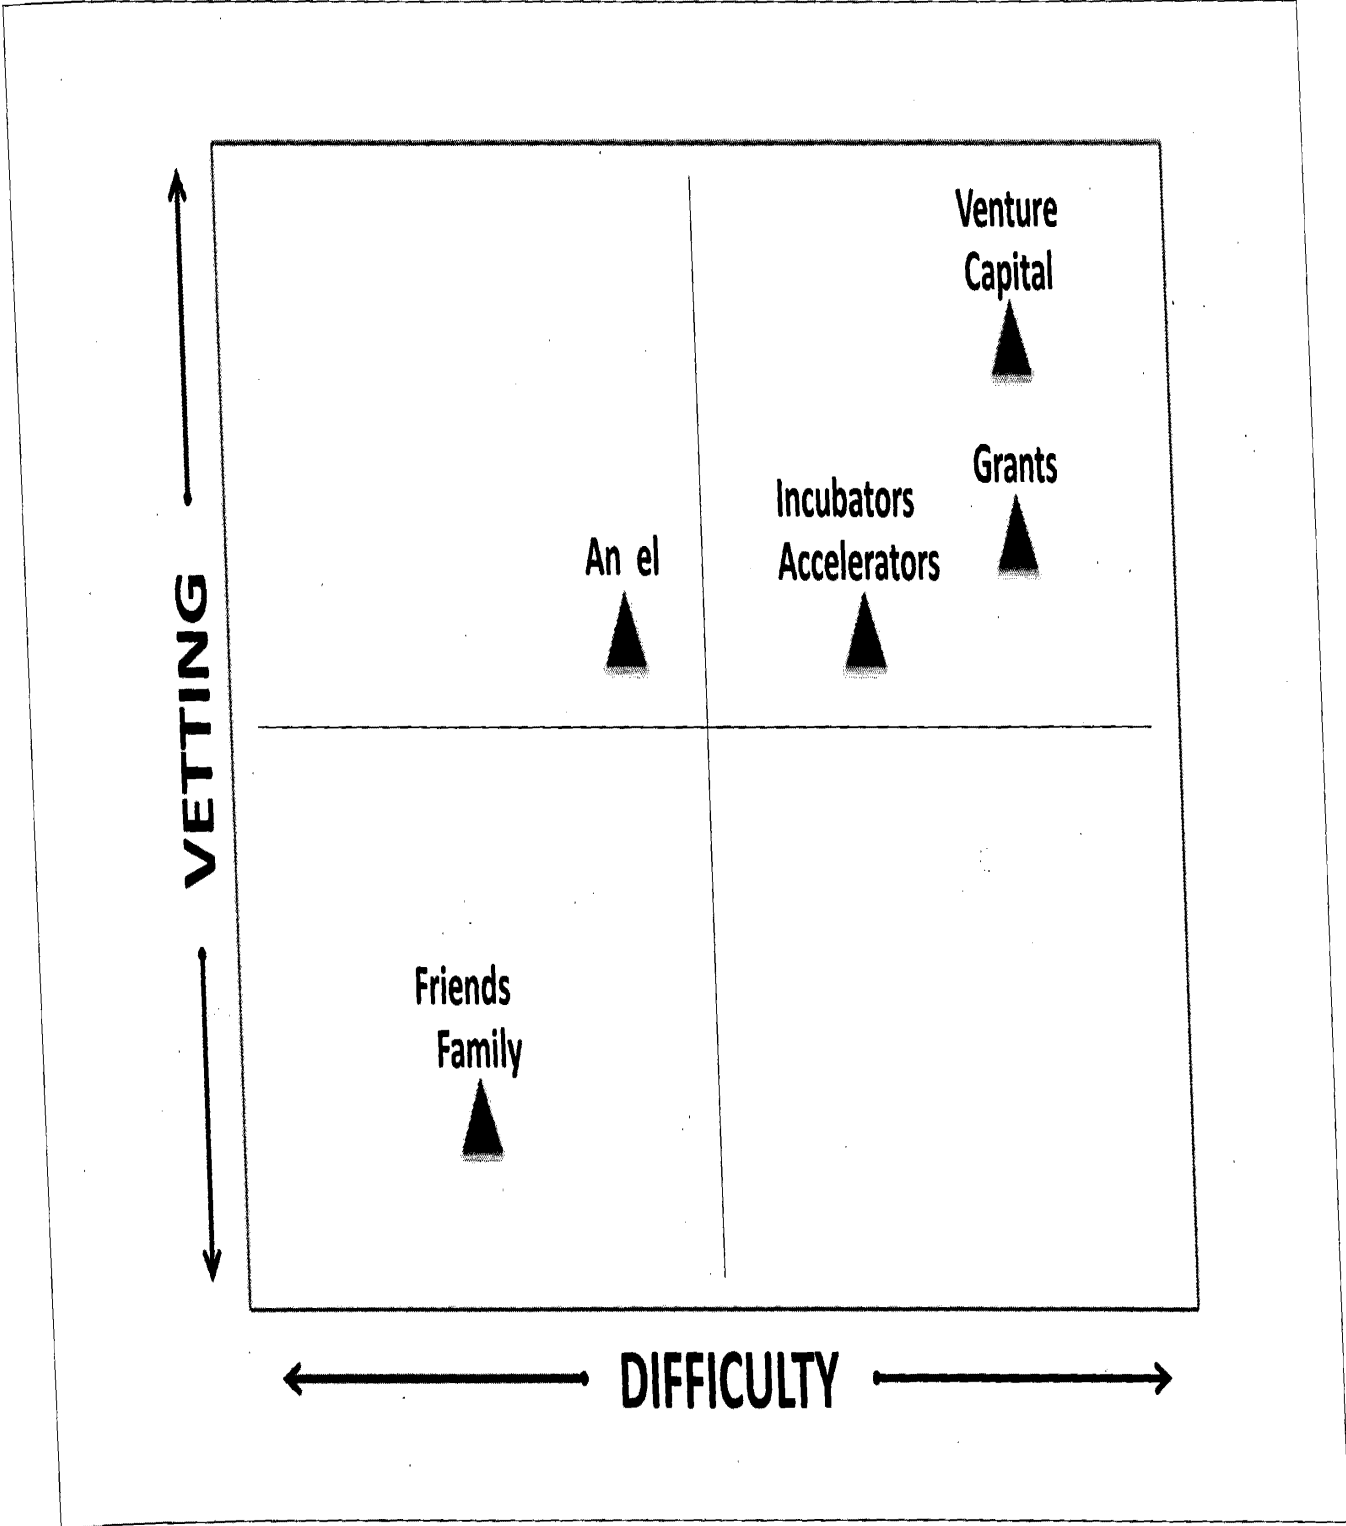 Venture
Capital
Grants
Incubators
Accelerators
An el
VETTING
Friends
Family
DIFFICULTY